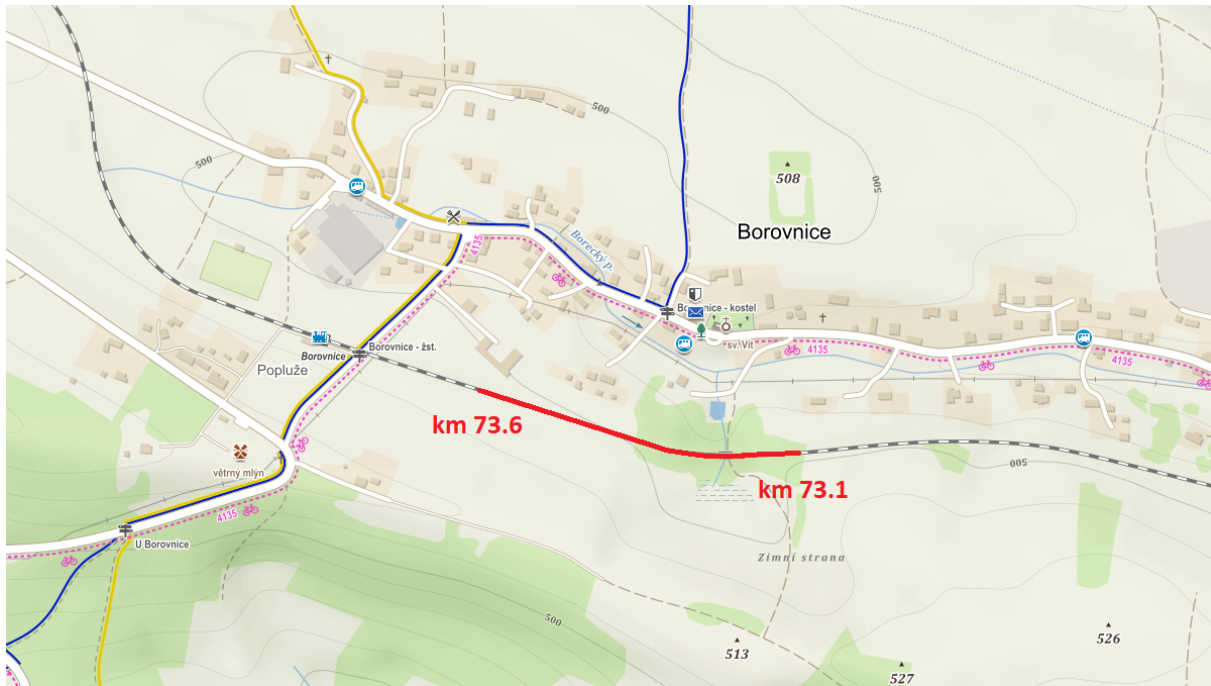 500
500
508
500
4135
Borecký p.
Borovnice
Borovnice - kostel
sv. Vít
4135
4135
Borovnice
Borovnice - žst.
Popluže
km 73.6
větrný mlýn
500
km 73.1
4135
U Borovnice
Zimní strana
500
513
526
527